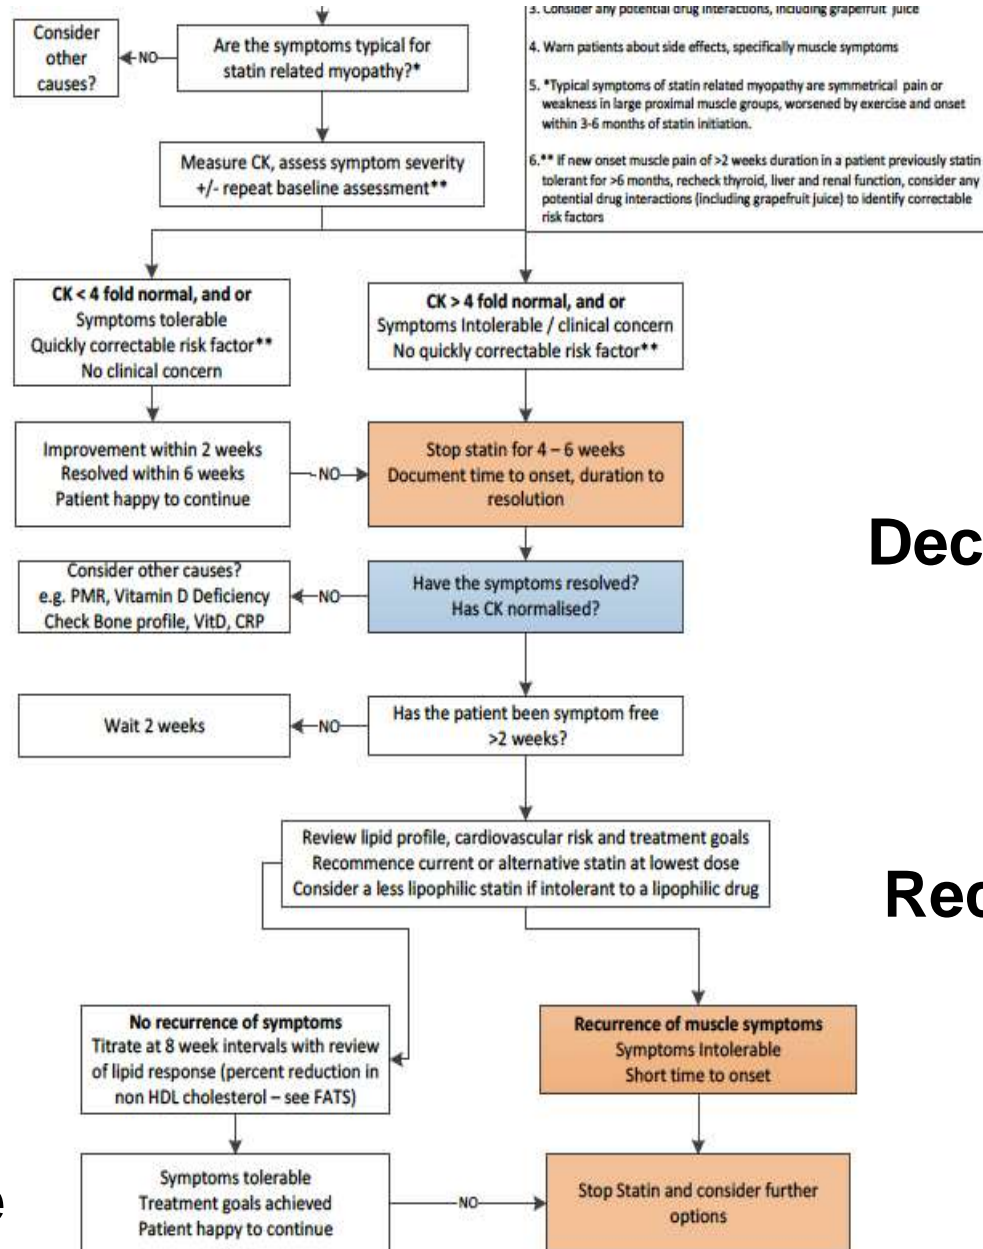 3. Consider any potential drug interactions, including grapefruit juice
4. Warn patients about side effects, specifically muscle symptoms
5. *Typical symptoms of statin related myopathy are symmetrical pain or
weakness in large proximal muscle groups, worsened by exercise and onset
within 3-6 months of statin initiation.
6.** If new onset muscle pain of >2 weeks duration in a patient previously statin
tolerant for >6 months, recheck thyroid, liver and renal function, consider any
potential drug interactions (including grapefruit juice) to identify correctable
risk factors
Consider
other
causes?
NO
Are the symptoms typical for
statin related myopathy?*
Measure CK, assess symptom severity
+/- repeat baseline assessment**
CK < 4 fold normal, and or
Symptoms tolerable
Quickly correctable risk factor**
No clinical concern
CK > 4 fold normal, and or
Symptoms Intolerable / clinical concern
No quickly correctable risk factor**
Improvement within 2 weeks
Resolved within 6 weeks
Patient happy to continue
NO
Stop statin for 4 – 6 weeks
Document time to onset, duration to
resolution
Dec
Consider other causes?
e.g. PMR, Vitamin D Deficiency
Check Bone profile, VitD, CRP
NO
Have the symptoms resolved?
Has CK normalised?
Wait 2 weeks
NO
Has the patient been symptom free
>2 weeks?
Review lipid profile, cardiovascular risk and treatment goals
Recommence current or alternative statin at lowest dose
Consider a less lipophilic statin if intolerant to a lipophilic drug
Rec
No recurrence of symptoms
Titrate at 8 week intervals with review
of lipid response (percent reduction in
non HDL cholesterol – see FATS)
Recurrence of muscle symptoms
Symptoms Intolerable
Short time to onset
e
Symptoms tolerable
Treatment goals achieved
Patient happy to continue
NO
Stop Statin and consider further
options